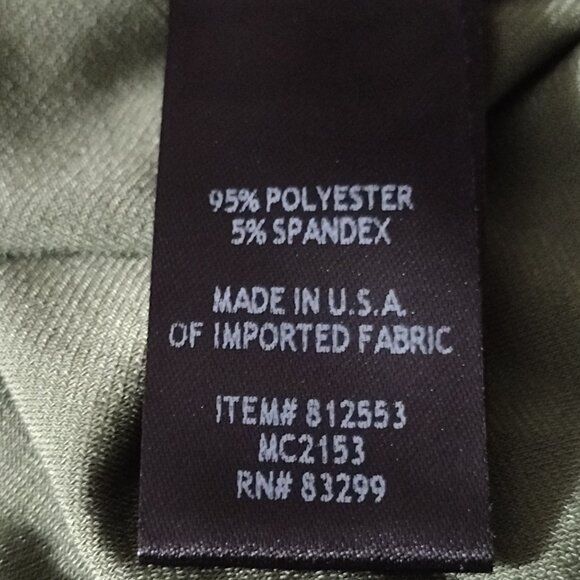 95% POLYESTER
5% SPANDEX
MADE IN U.S.A.
OF IMPORTED FABRIC
ITEM# 812553
MC2153
RN# 83299